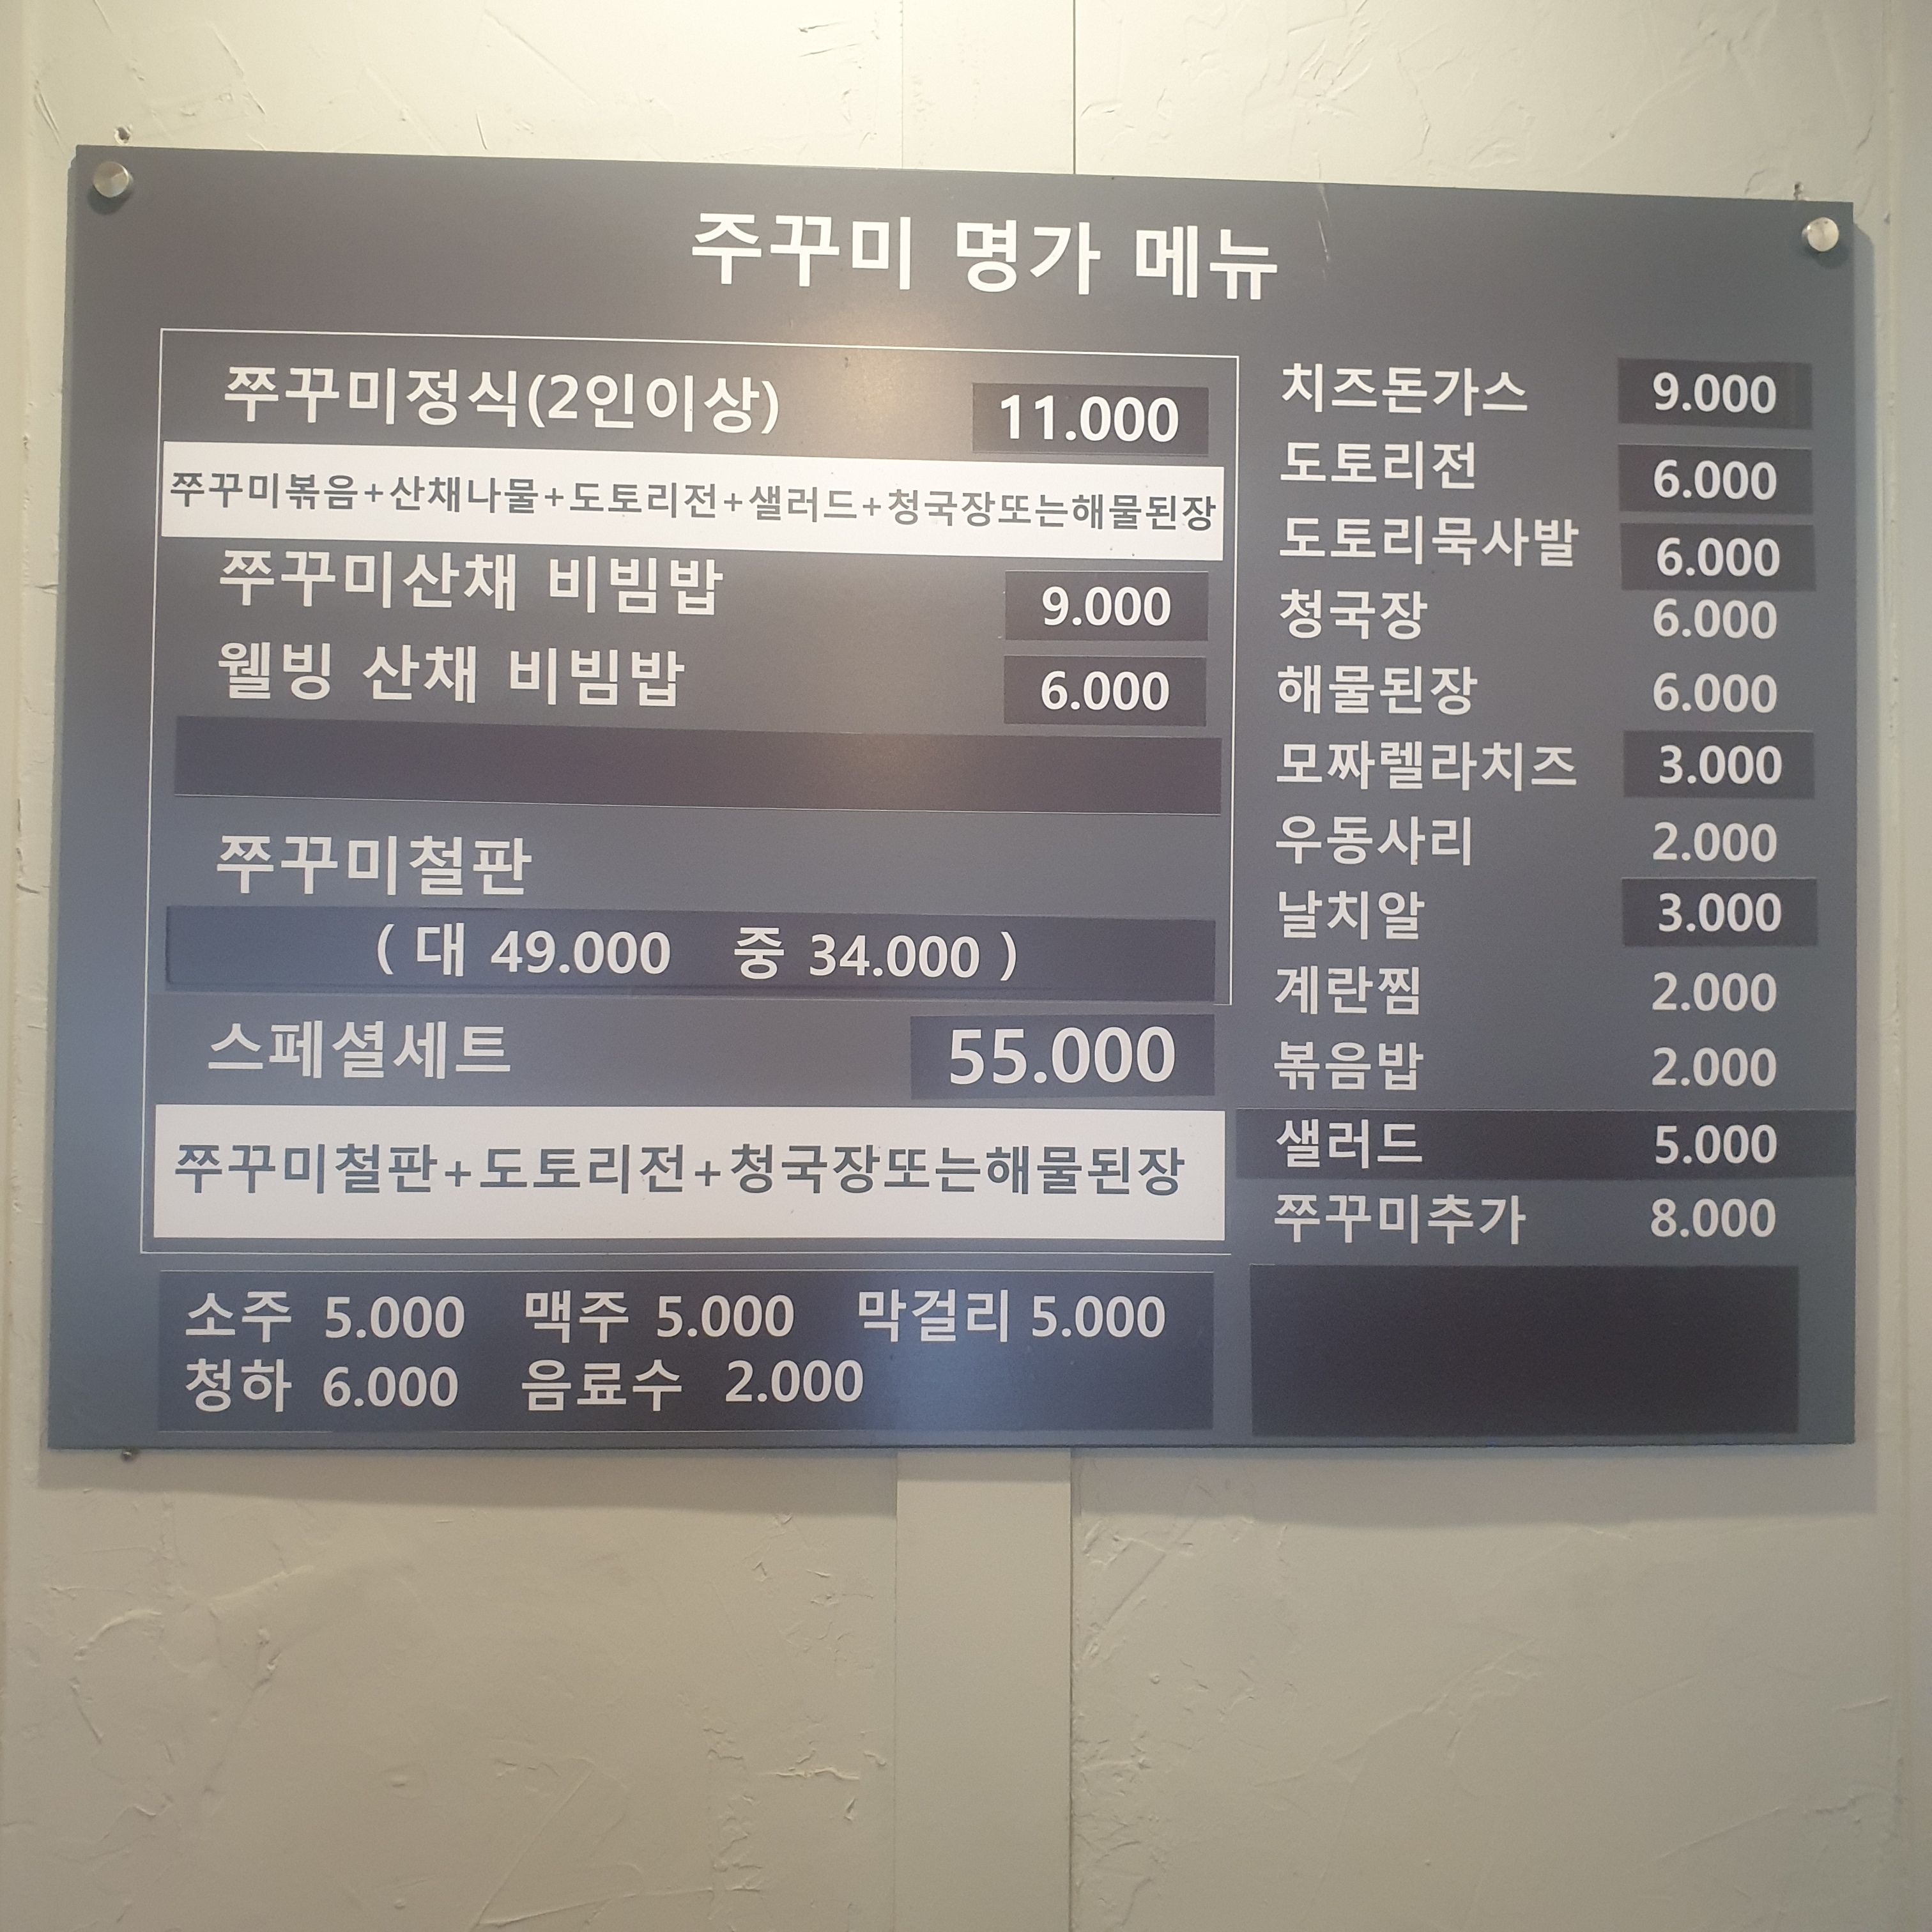 주꾸미 명가 메뉴
쭈꾸미정식(2인이상) 11.000
쭈꾸미볶음+산채나물+도토리전+샐러드+청국장또는해물된장
쭈꾸미산채 비빔밥 9.000
웰빙 산채 비빔밥 6.000
쭈꾸미철판
( 대 49.000 중 34.000 )
스페셜세트 55.000
쭈꾸미철판+도토리전+청국장또는해물된장
소주 5.000 맥주 5.000 막걸리 5.000
청하 6.000 음료수 2.000
치즈돈가스 9.000
도토리전 6.000
도토리묵사발 6.000
청국장 6.000
해물된장 6.000
모짜렐라치즈 3.000
우동사리 2.000
날치알 3.000
계란찜 2.000
볶음밥 2.000
샐러드 5.000
쭈꾸미추가 8.000